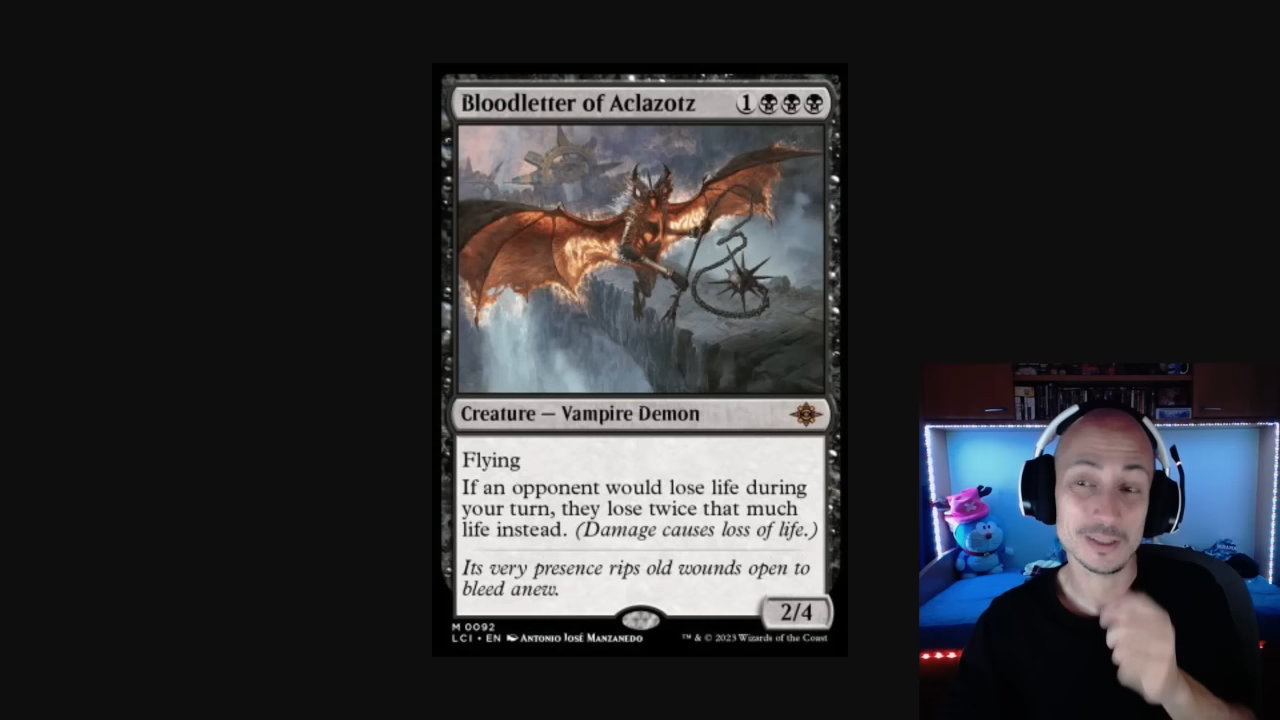 Bloodletter of Aclazotz 1
Creature — Vampire Demon
Flying
If an opponent would lose life during
your turn, they lose twice that much
life instead. (Damage causes loss of life.)
Its very presence rips old wounds open to
bleed anew.
2/4
M 0092
LCI • EN Antonio José Manzanedo ™ & © 2023 Wizards of the Coast